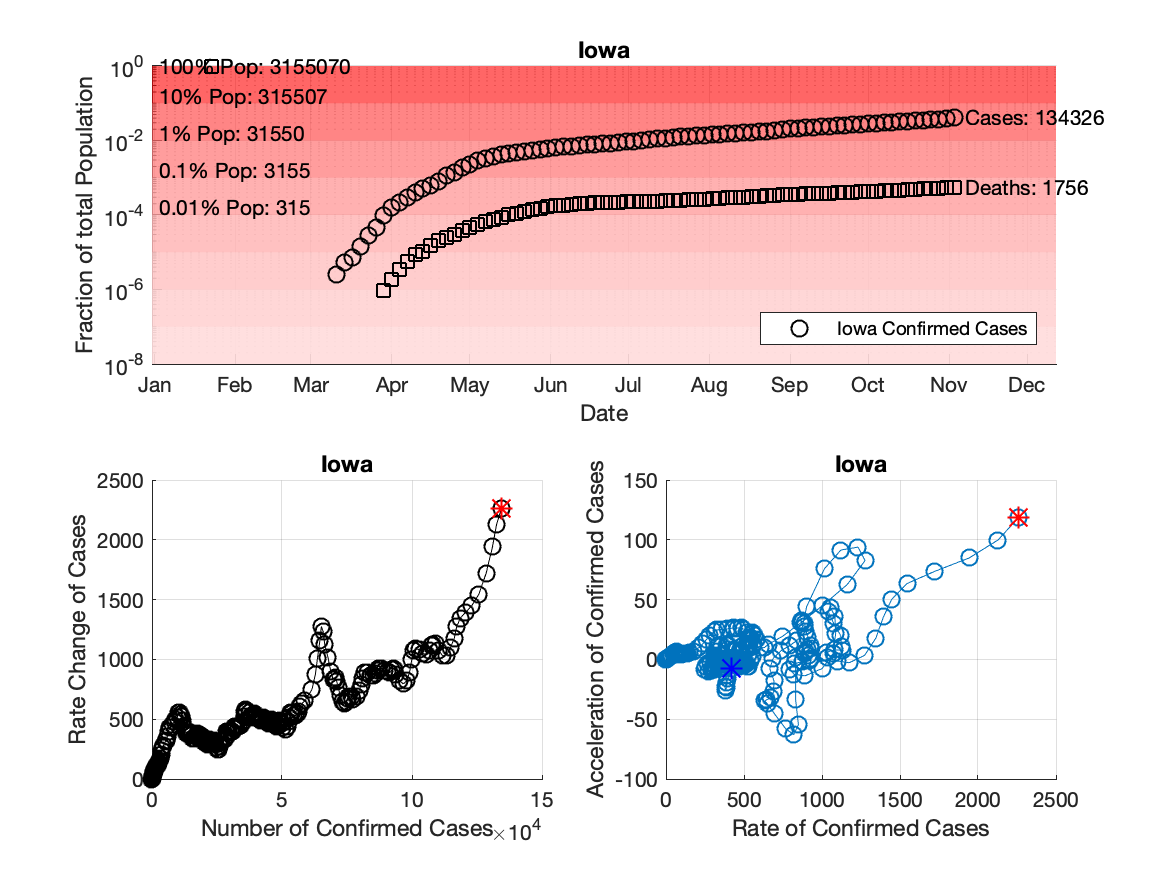 Iowa
Fraction of total Population
10^0
10^-2
10^-4
10^-6
10^-8
100% Pop: 3155070
10% Pop: 315507
1% Pop: 31550
0.1% Pop: 3155
0.01% Pop: 315
Cases: 134326
Deaths: 1756
Iowa Confirmed Cases
Jan Feb Mar Apr May Jun Jul Aug Sep Oct Nov Dec
Date
Iowa
Rate Change of Cases
2500
2000
1500
1000
500
0
0 5 10 15
Number of Confirmed Cases ×10^4
Iowa
Acceleration of Confirmed Cases
150
100
50
0
-50
-100
0 500 1000 1500 2000 2500
Rate of Confirmed Cases